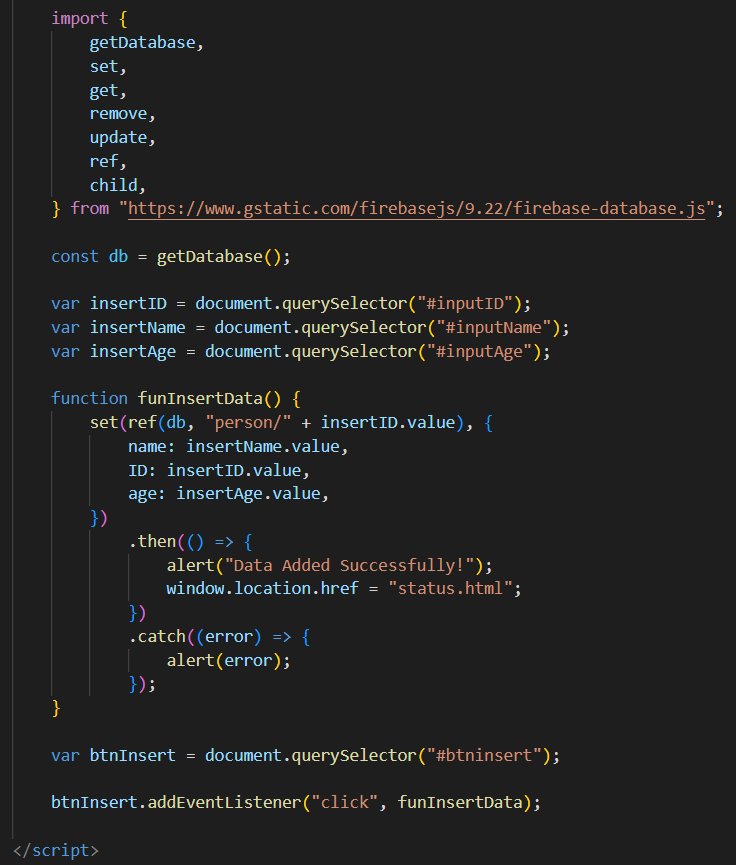 import {
    getDatabase,
    set,
    get,
    remove,
    update,
    ref,
    child,
} from "https://www.gstatic.com/firebasejs/9.22/firebase-database.js";
const db = getDatabase();
var insertID = document.querySelector("#inputID");
var insertName = document.querySelector("#inputName");
var insertAge = document.querySelector("#inputAge");
function funInsertData() {
    set(ref(db, "person/" + insertID.value), {
        name: insertName.value,
        ID: insertID.value,
        age: insertAge.value,
    })
        .then(() => {
            alert("Data Added Successfully!");
            window.location.href = "status.html";
        })
        .catch((error) => {
            alert(error);
        });
}
var btnInsert = document.querySelector("#btninsert");
btnInsert.addEventListener("click", funInsertData);
</script>